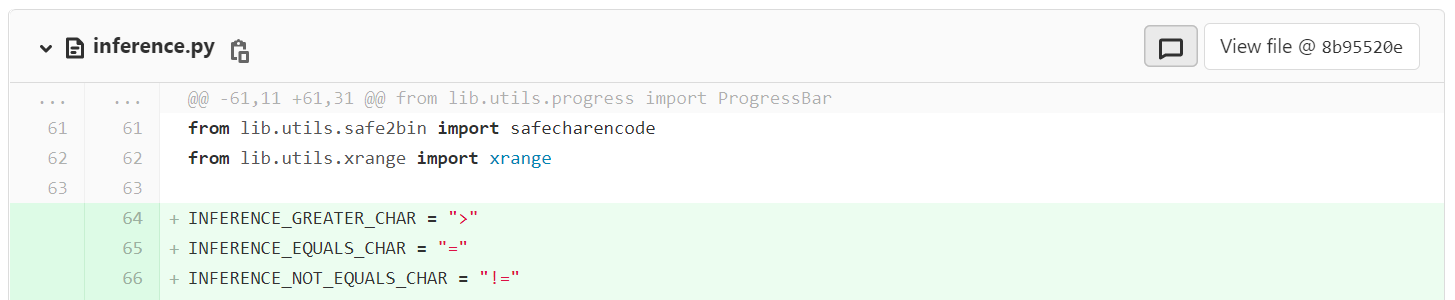 inference.py View file @ 8b95520e
... ... @@ -61,11 +61,31 @@ from lib.utils.progress import ProgressBar
61 61 from lib.utils.safe2bin import safecharencode
62 62 from lib.utils.xrange import xrange
63 63
64 + INFERENCE_GREATER_CHAR = ">"
65 + INFERENCE_EQUALS_CHAR = "="
66 + INFERENCE_NOT_EQUALS_CHAR = "!="